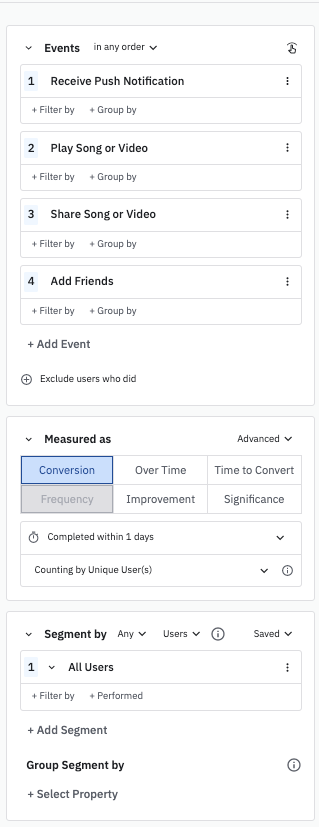 Events in any order
1 Receive Push Notification
+ Filter by + Group by
2 Play Song or Video
+ Filter by + Group by
3 Share Song or Video
+ Filter by + Group by
4 Add Friends
+ Filter by + Group by
+ Add Event
Exclude users who did
Measured as Advanced
Conversion Over Time Time to Convert
Frequency Improvement Significance
Completed within 1 days
Counting by Unique User(s)
Segment by Any Users Saved
1 All Users
+ Filter by + Performed
+ Add Segment
Group Segment by
+ Select Property